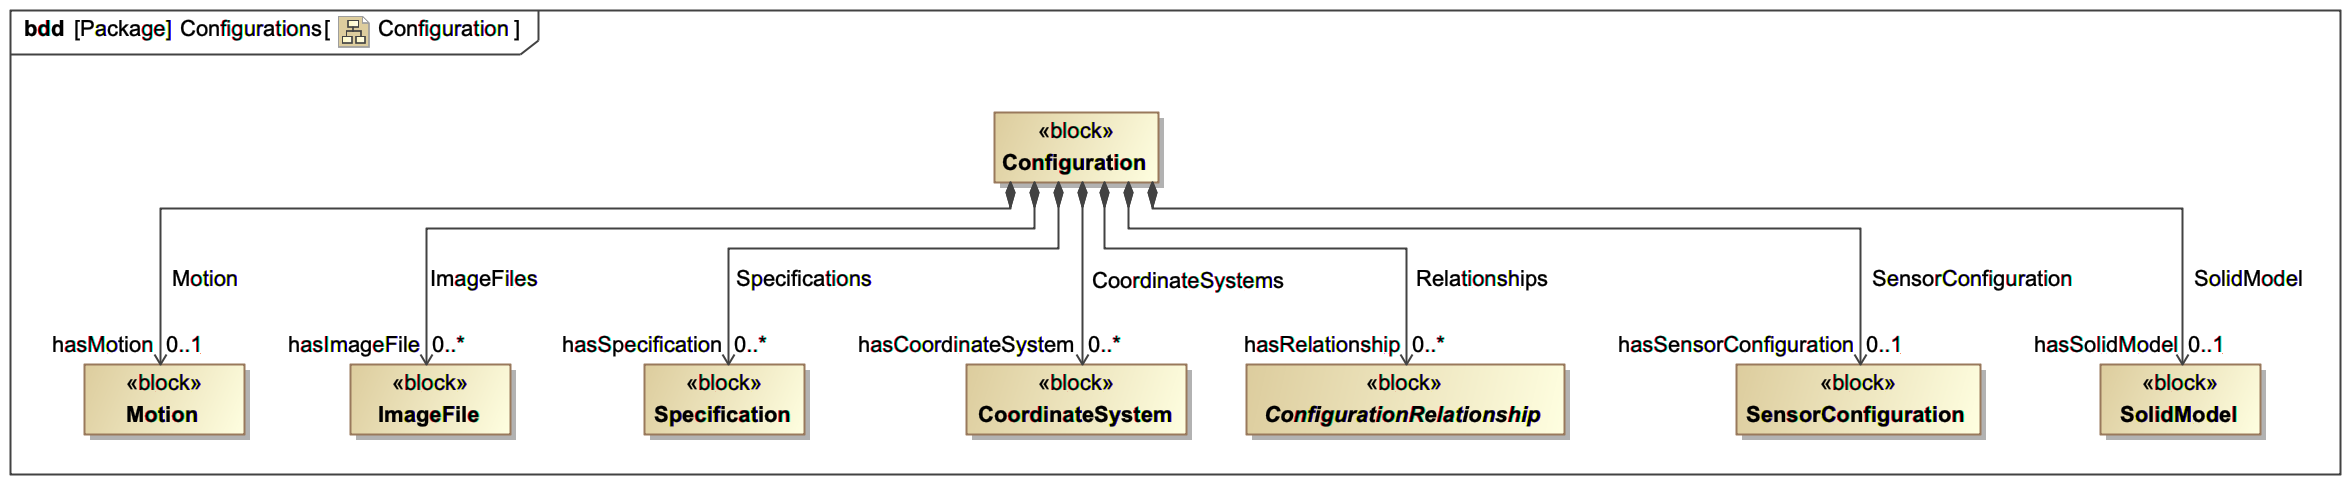 bdd [Package] Configurations[ Configuration ]
«block»
Configuration
Motion
ImageFiles
Specifications
CoordinateSystems
Relationships
SensorConfiguration
SolidModel
hasMotion 0..1
hasImageFile 0..*
hasSpecification 0..*
hasCoordinateSystem 0..*
hasRelationship 0..*
hasSensorConfiguration 0..1
hasSolidModel 0..1
«block»
Motion
«block»
ImageFile
«block»
Specification
«block»
CoordinateSystem
«block»
ConfigurationRelationship
«block»
SensorConfiguration
«block»
SolidModel